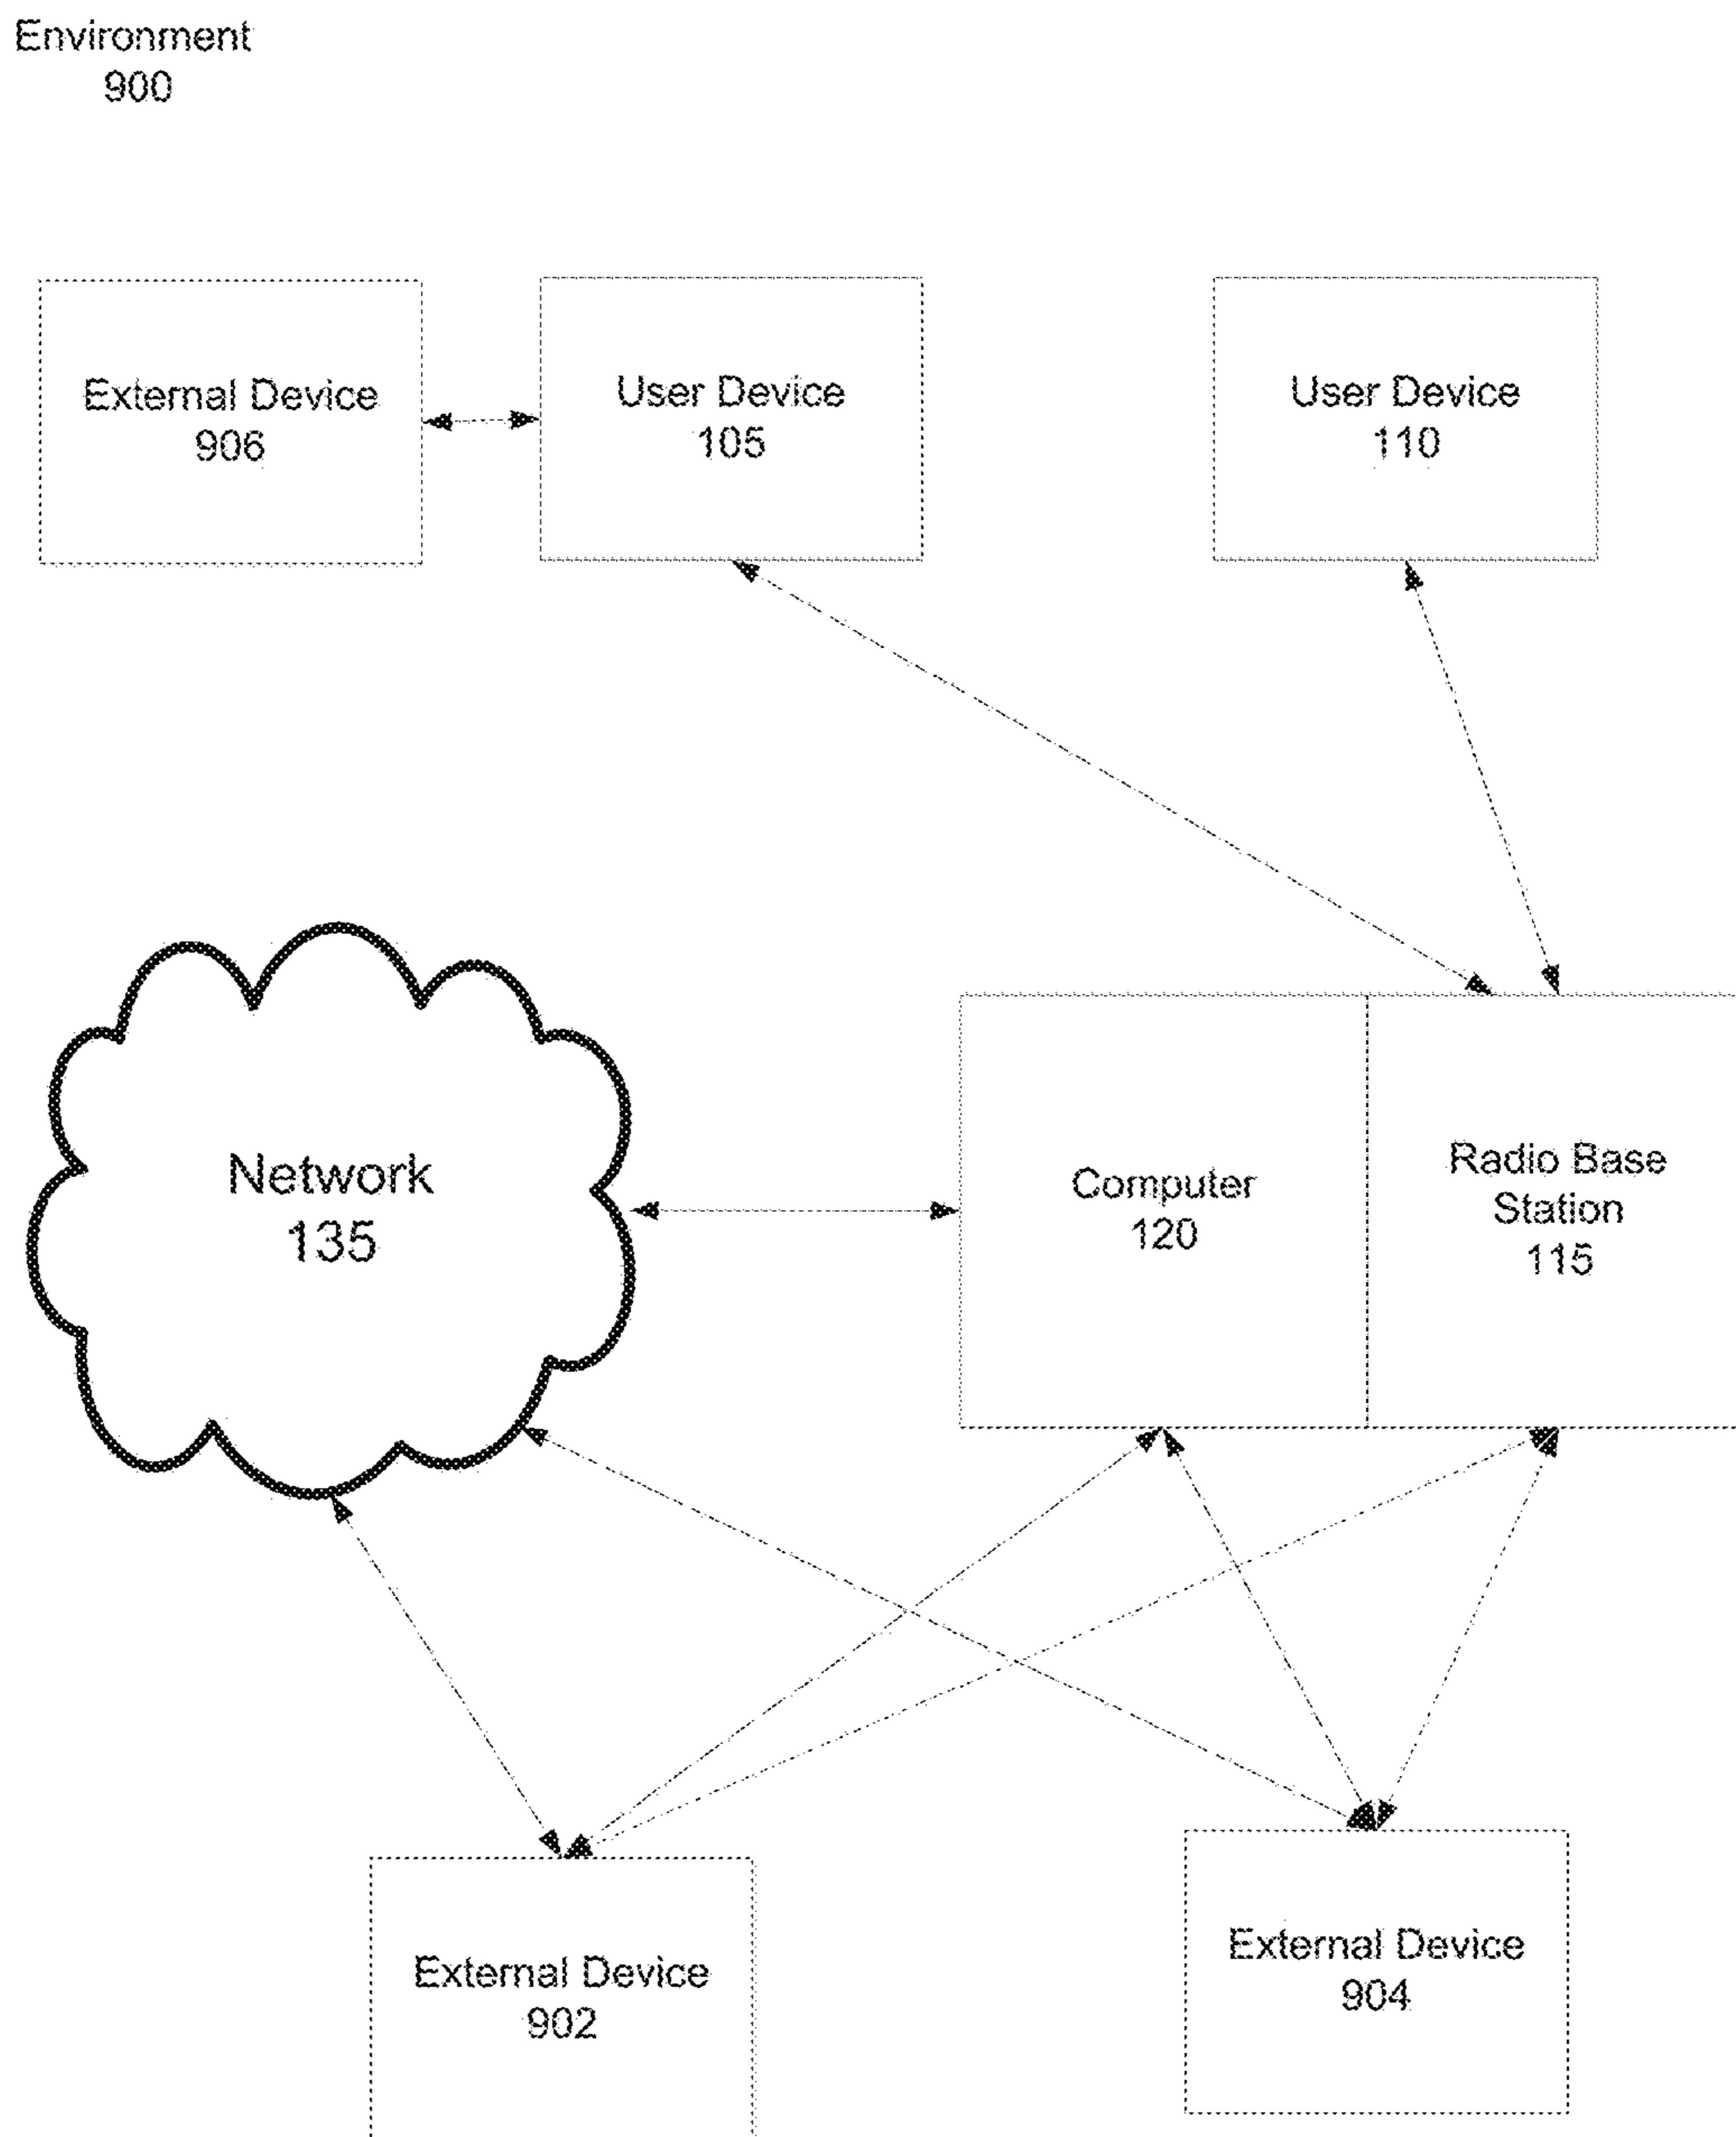 Environment
900
External Device
906
User Device
105
User Device
110
Network
135
Computer
120
Radio Base
Station
115
External Device
902
External Device
904